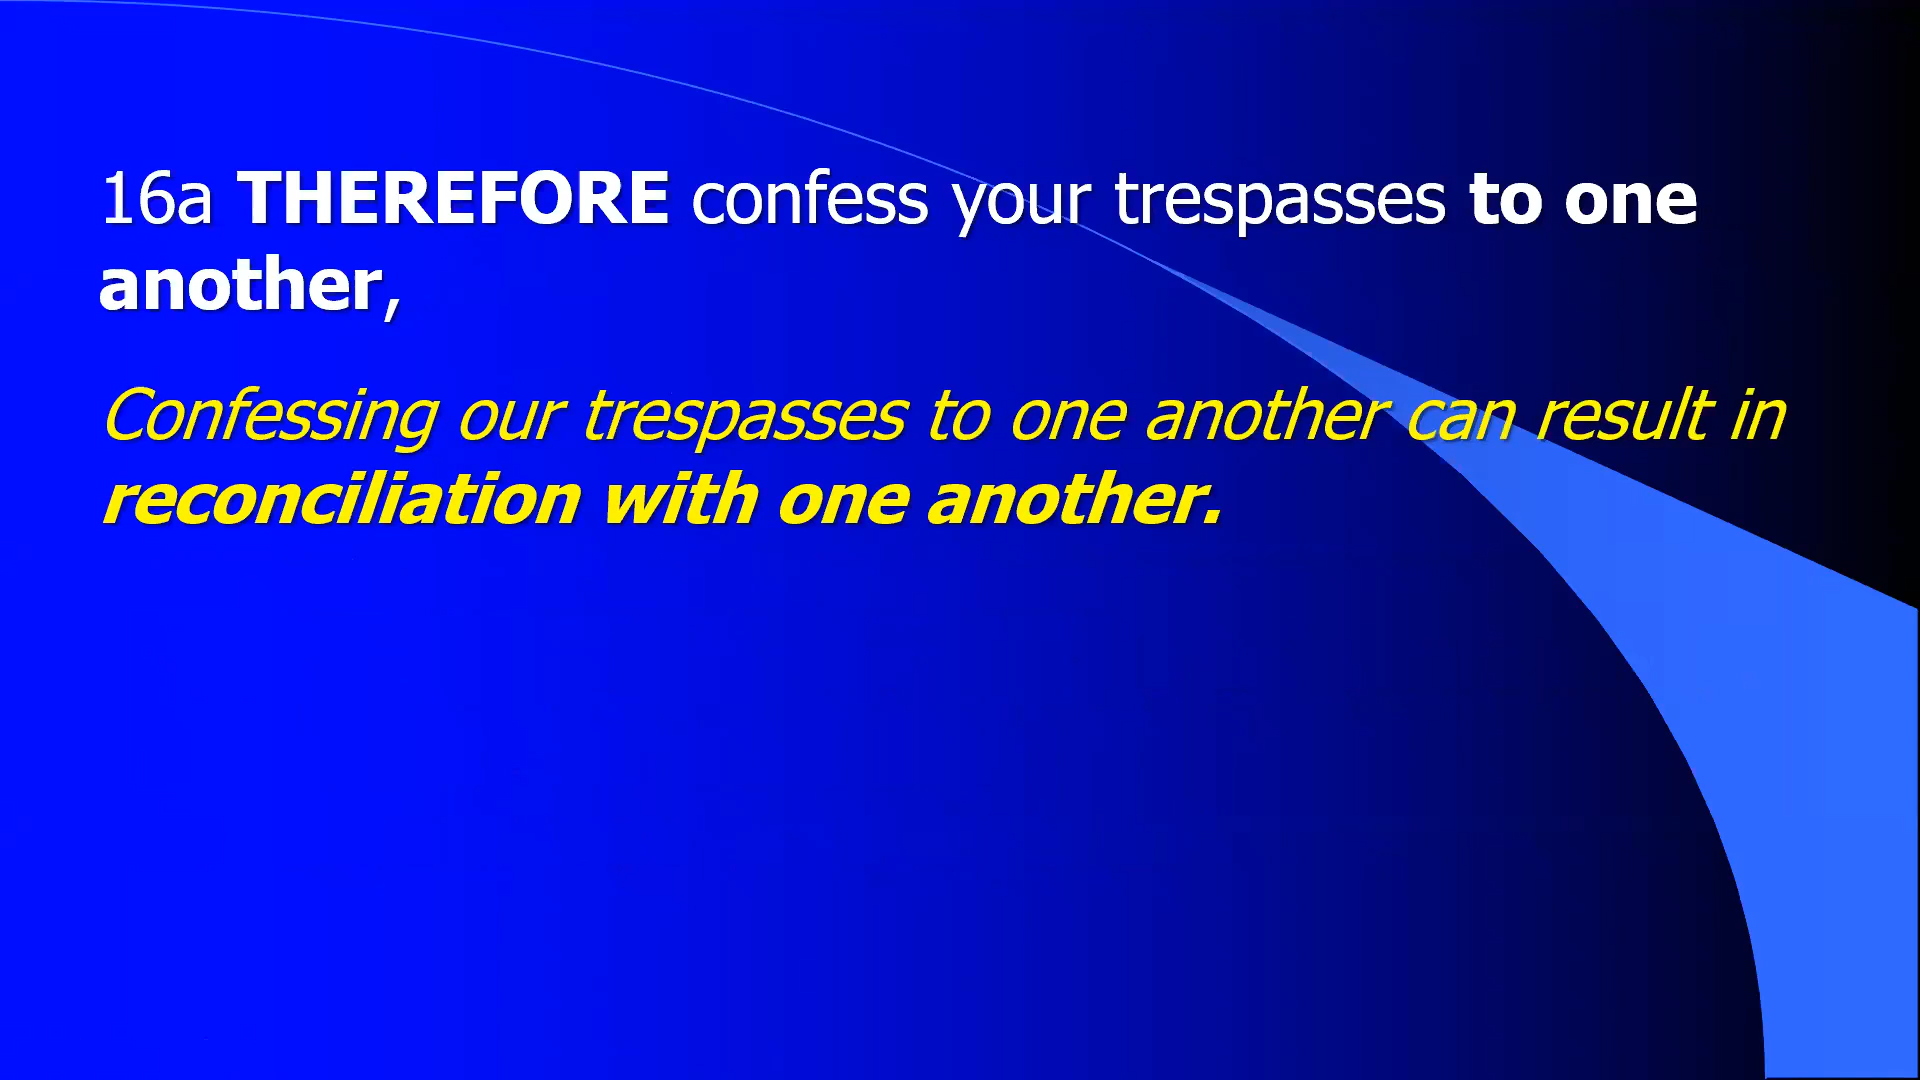 16a THEREFORE confess your trespasses to one
another,
Confessing our trespasses to one another can result in
reconciliation with one another.